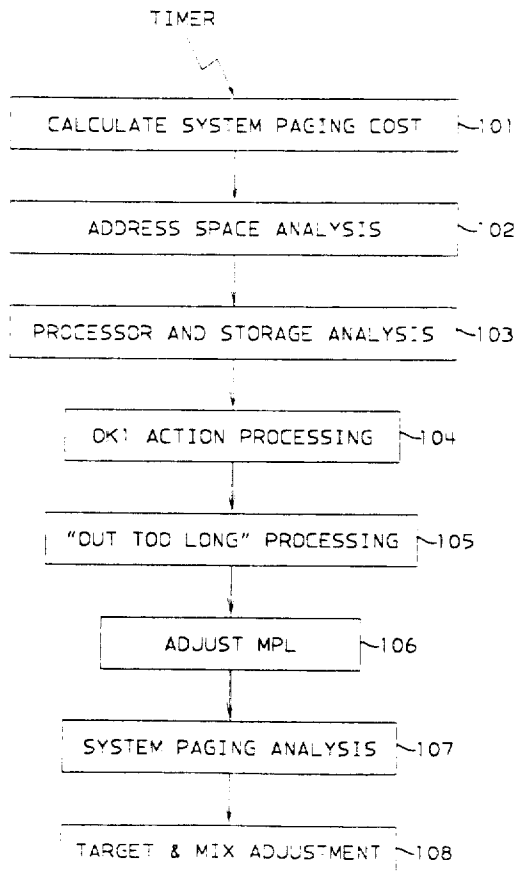 TIMER
CALCULATE SYSTEM PAGING COST 101
ADDRESS SPACE ANALYSIS 102
PROCESSOR AND STORAGE ANALYSIS 103
OK1 ACTION PROCESSING 104
"OUT TOO LONG" PROCESSING 105
ADJUST MPL 106
SYSTEM PAGING ANALYSIS 107
TARGET & MIX ADJUSTMENT 108